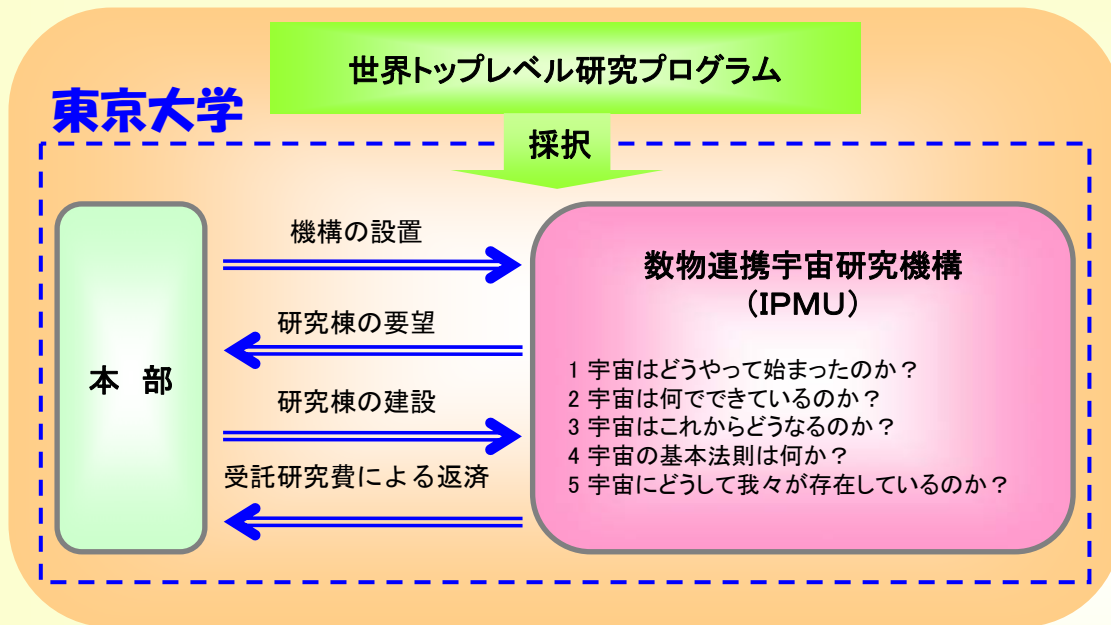 世界トップレベル研究プログラム
東京大学
採択
本 部
機構の設置
研究棟の要望
研究棟の建設
受託研究費による返済
数物連携宇宙研究機構
(IPMU)
1 宇宙はどうやって始まったのか?
2 宇宙は何でできているのか?
3 宇宙はこれからどうなるのか?
4 宇宙の基本法則は何か?
5 宇宙にどうして我々が存在しているのか?